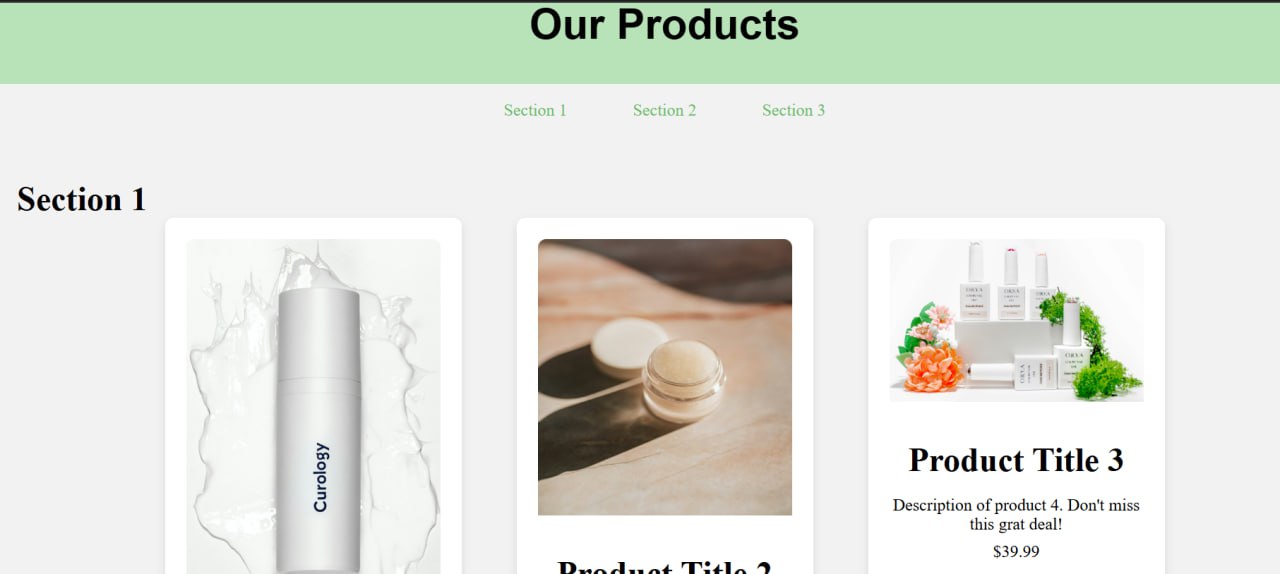 Our Products
Section 1 Section 2 Section 3
Section 1
Curology
Product Title 2
Product Title 3
Description of product 4. Don't miss
this grat deal!
$39.99